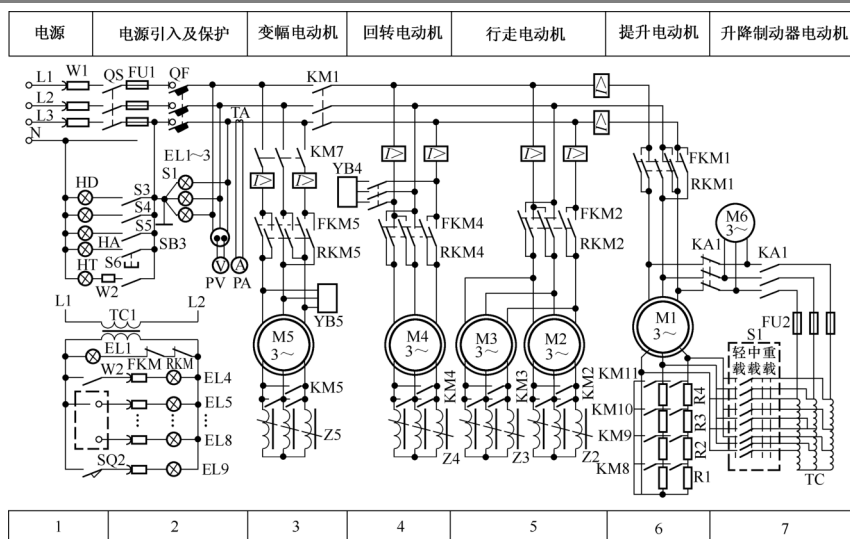 电源 电源引入及保护 变幅电动机 回转电动机 行走电动机 提升电动机 升降制动器电动机
L1 W1 QS FU1 QF KM1
L2
L3 TA
N
EL1~3 KM7 FKM1
S1 YB4 RKM1
HD S3
S4 FKM5 FKM4 FKM2 M6 3~
S5 KA1 KA1
HA SB3 RKM5 RKM4 RKM2
HT S6
W2 PV PA V A
L1 L2 YB5
TC1 M5 3~ M4 3~ M3 3~ M2 3~ M1 3~ FU2
EL1 S1
FKM RKM 轻中重
载载载
W2 EL4 KM5 KM4 KM3 KM2 KM11 R4
EL5 KM10 R3
EL8 Z5 KM9 R2
SQ2 EL9 Z4 Z3 Z2 KM8 R1 TC
1 2 3 4 5 6 7